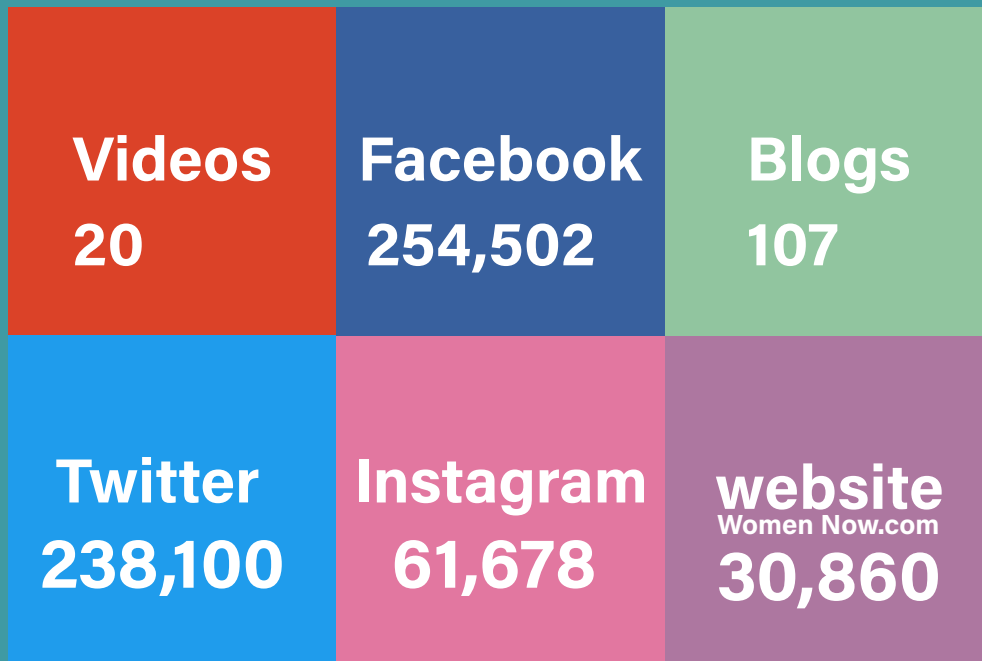 Videos
20
Facebook
254,502
Blogs
107
Twitter
238,100
Instagram
61,678
website
Women Now.com
30,860